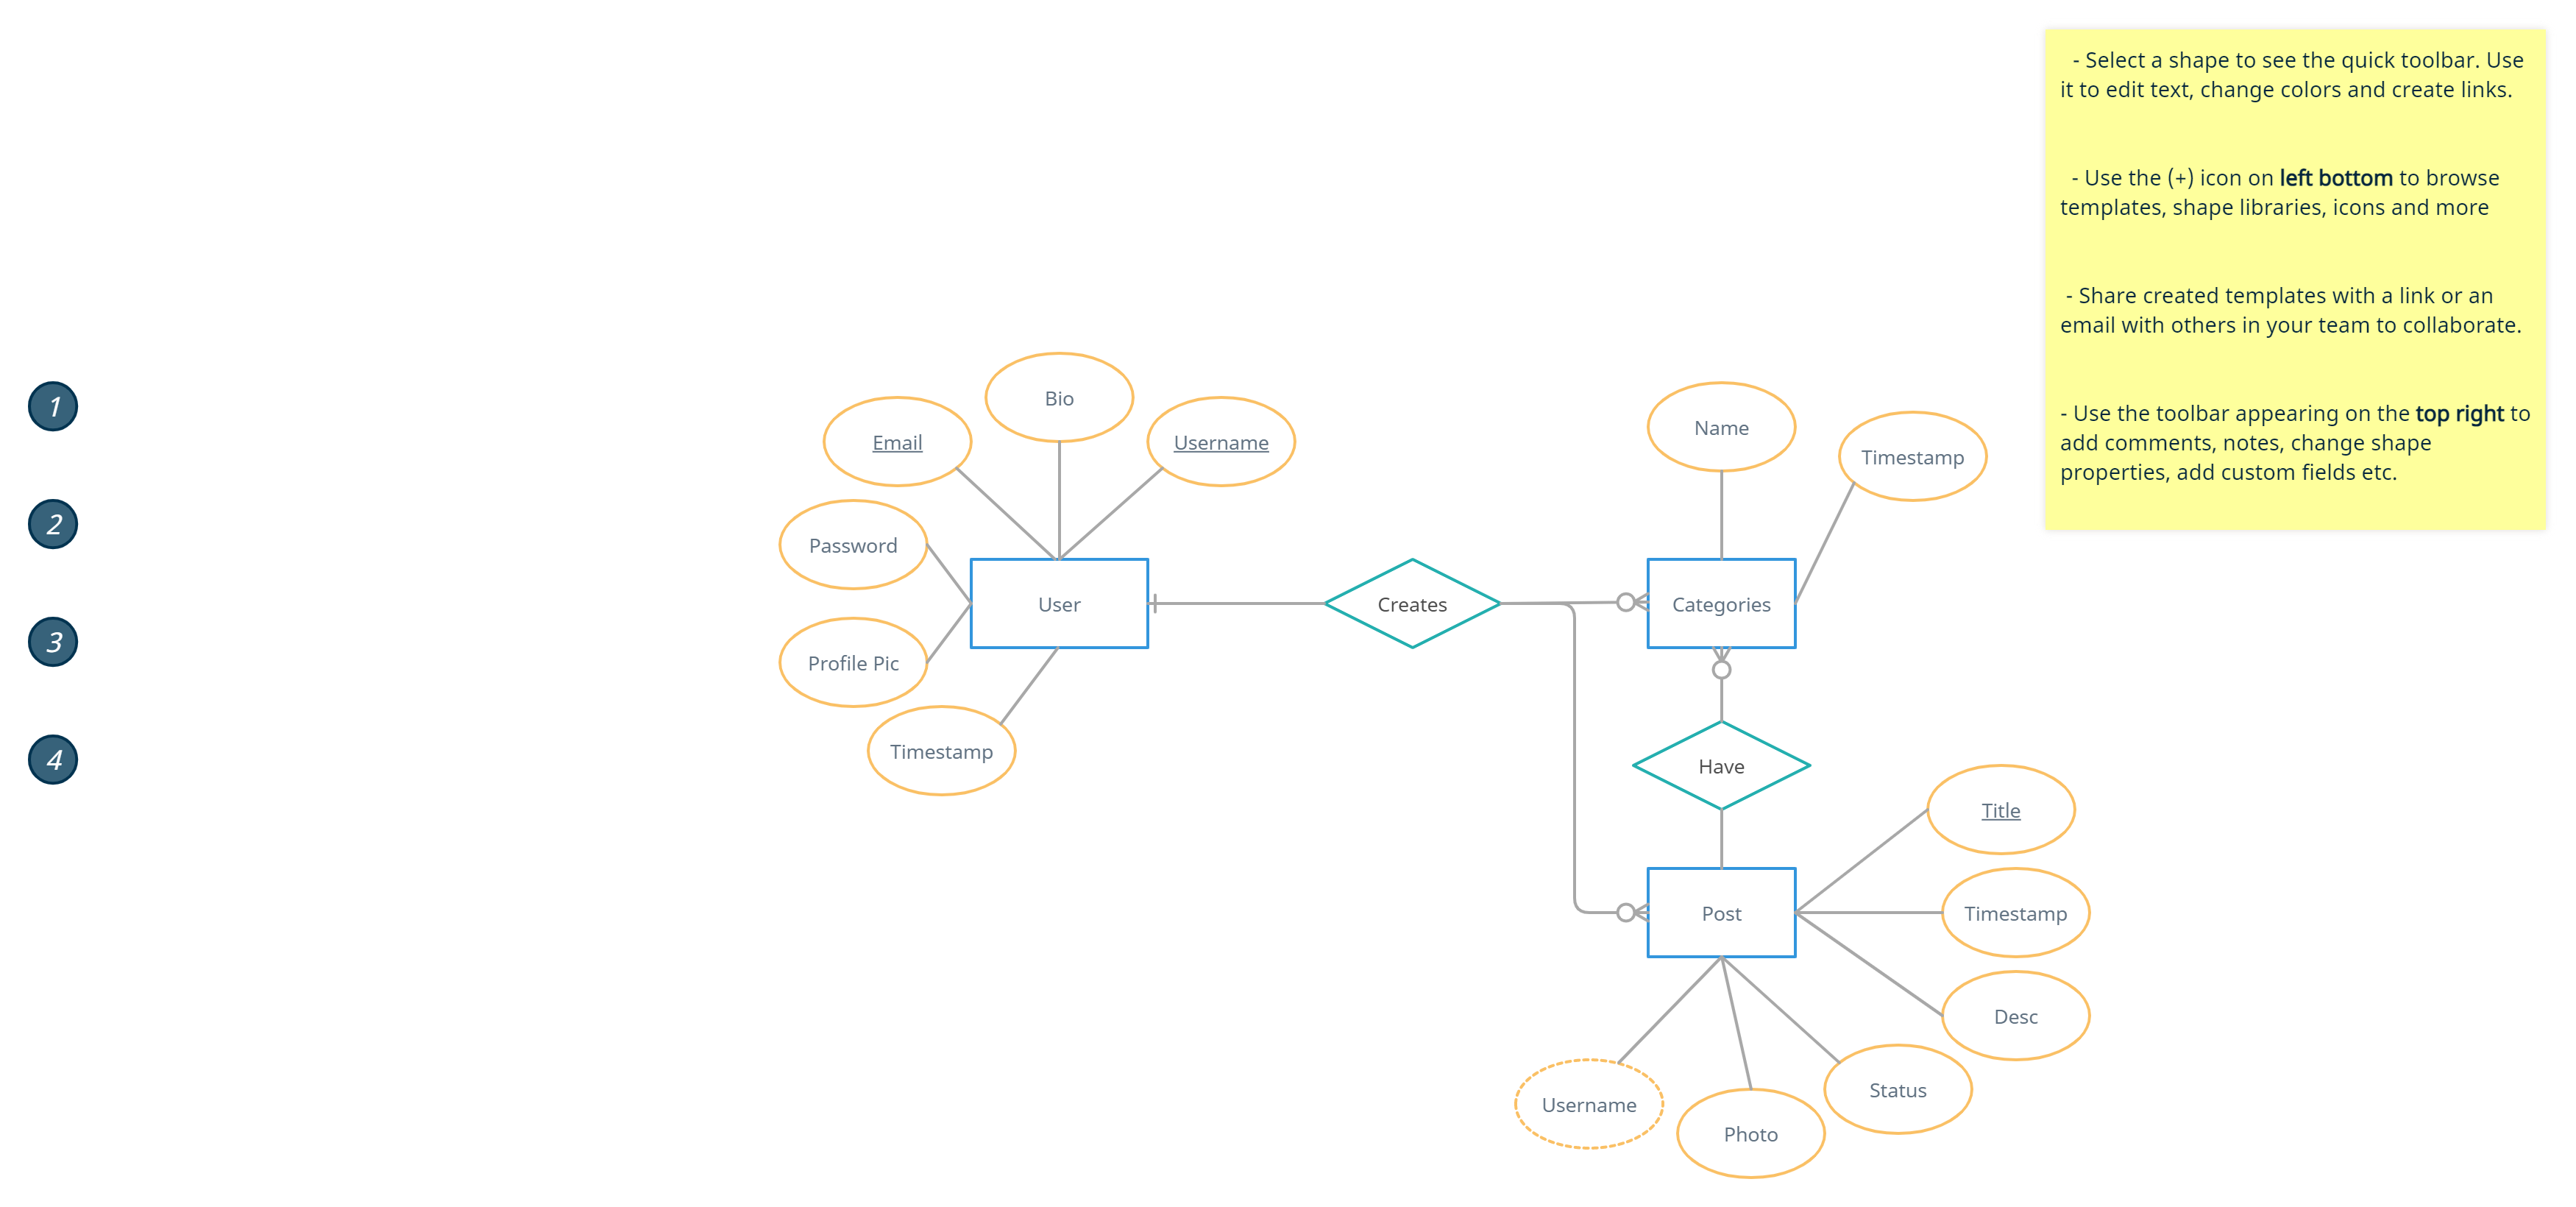 - Select a shape to see the quick toolbar. Use
it to edit text, change colors and create links.
- Use the (+) icon on left bottom to browse
templates, shape libraries, icons and more
- Share created templates with a link or an
email with others in your team to collaborate.
- Use the toolbar appearing on the top right to
add comments, notes, change shape
properties, add custom fields etc.
1
2
3
4
Bio
Email
Username
Password
User
Profile Pic
Timestamp
Creates
Name
Timestamp
Categories
Have
Post
Title
Timestamp
Desc
Status
Username
Photo